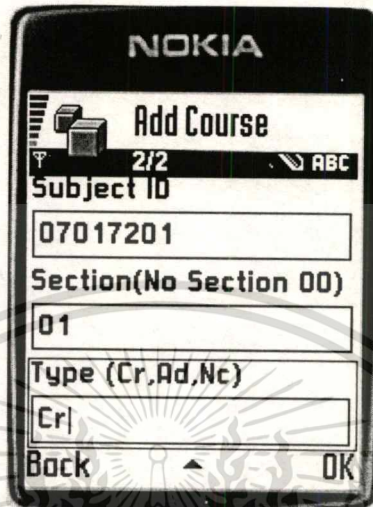 NOKIA
Add Course
2/2 ABC
Subject ID
07017201
Section(No Section 00)
01
Type (Cr,Ad,Nc)
Cr
Back OK